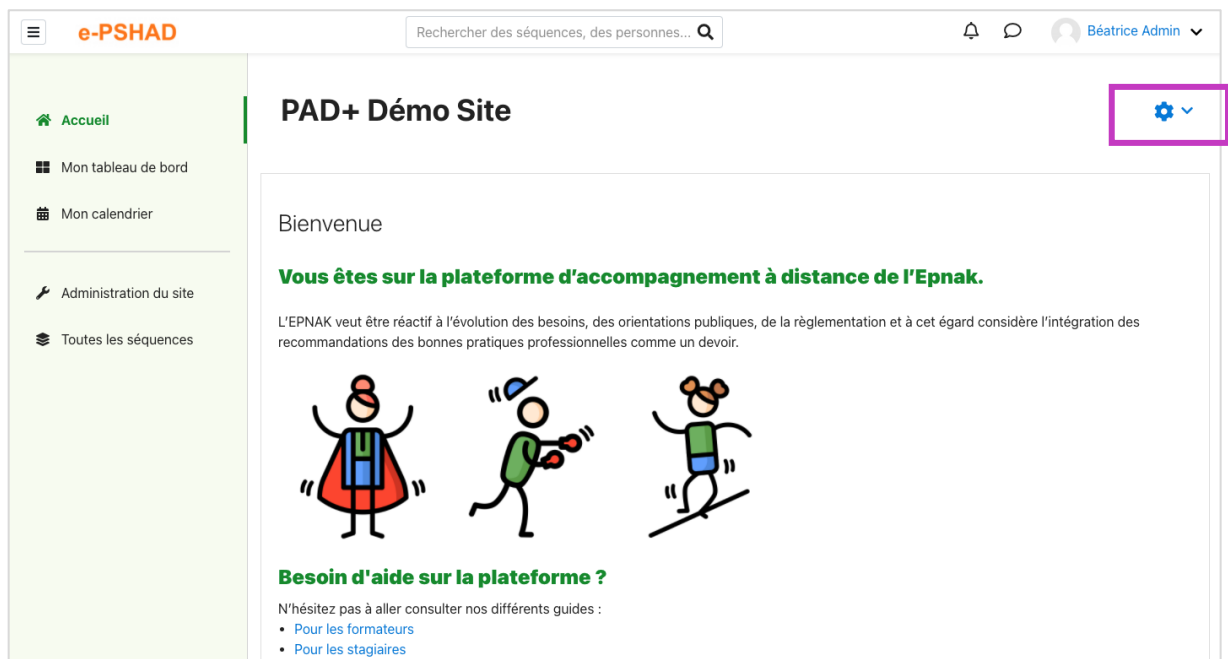 e-PSHAD
Rechercher des séquences, des personnes...
Béatrice Admin
Accueil
Mon tableau de bord
Mon calendrier
Administration du site
Toutes les séquences
PAD+ Démo Site
Bienvenue
Vous êtes sur la plateforme d’accompagnement à distance de l’Epnak.
L’EPNAK veut être réactif à l’évolution des besoins, des orientations publiques, de la règlementation et à cet égard considère l’intégration des
recommandations des bonnes pratiques professionnelles comme un devoir.
Besoin d'aide sur la plateforme ?
N’hésitez pas à aller consulter nos différents guides :
• Pour les formateurs
• Pour les stagiaires